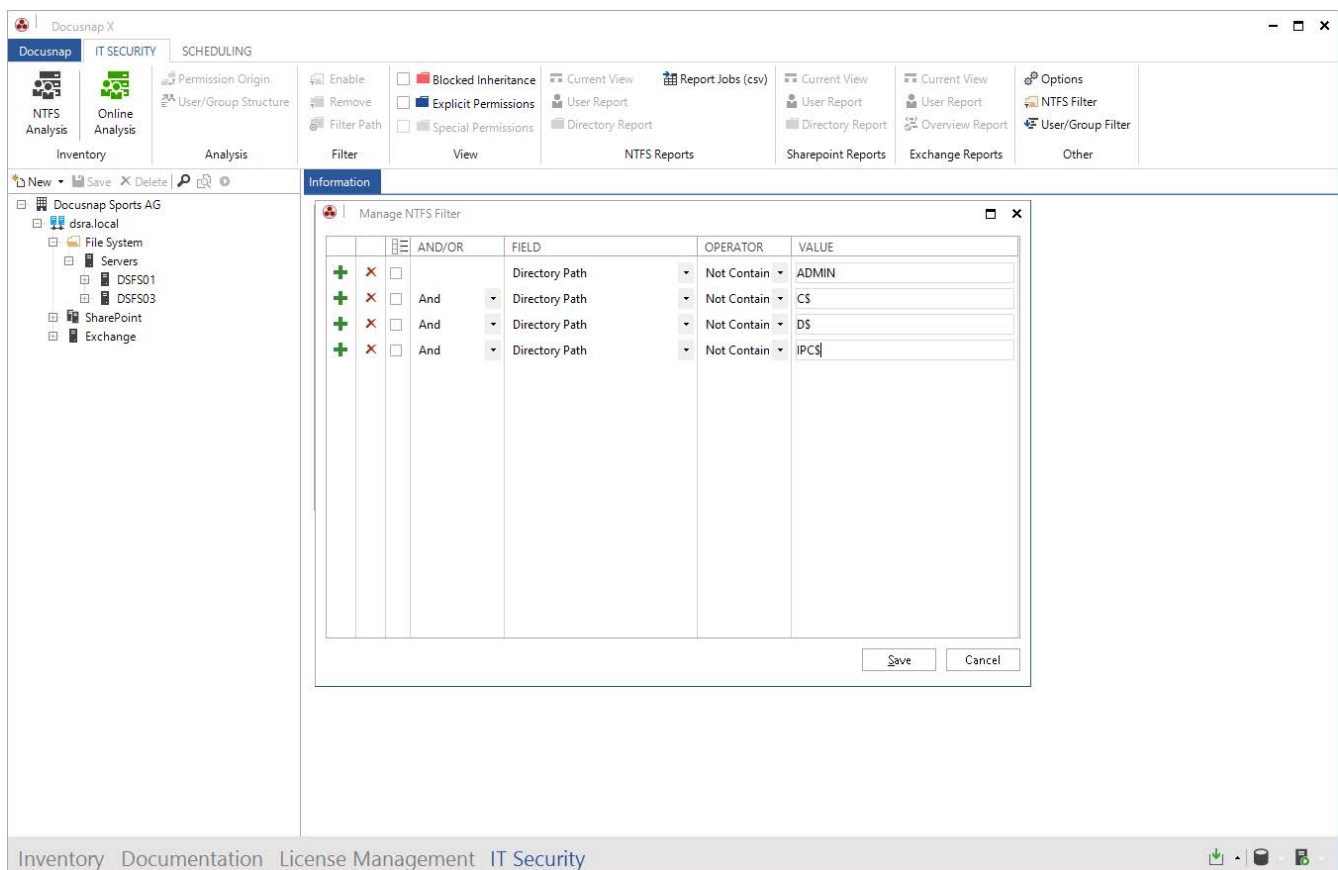 Docusnap X
Docusnap IT SECURITY SCHEDULING
NTFS Analysis
Online Analysis
Inventory
Permission Origin
User/Group Structure
Analysis
Enable
Remove
Filter Path
Filter
Blocked Inheritance
Explicit Permissions
Special Permissions
View
Current View
User Report
Directory Report
Report Jobs (csv)
NTFS Reports
Current View
User Report
Directory Report
Sharepoint Reports
Current View
User Report
Overview Report
Exchange Reports
Options
NTFS Filter
User/Group Filter
Other
New Save Delete
Docusnap Sports AG
dsra.local
File System
Servers
DSFS01
DSFS03
SharePoint
Exchange
Information
Manage NTFS Filter
AND/OR FIELD OPERATOR VALUE
Directory Path Not Contain ADMIN
And Directory Path Not Contain C$
And Directory Path Not Contain D$
And Directory Path Not Contain IPC$
Save Cancel
Inventory Documentation License Management IT Security